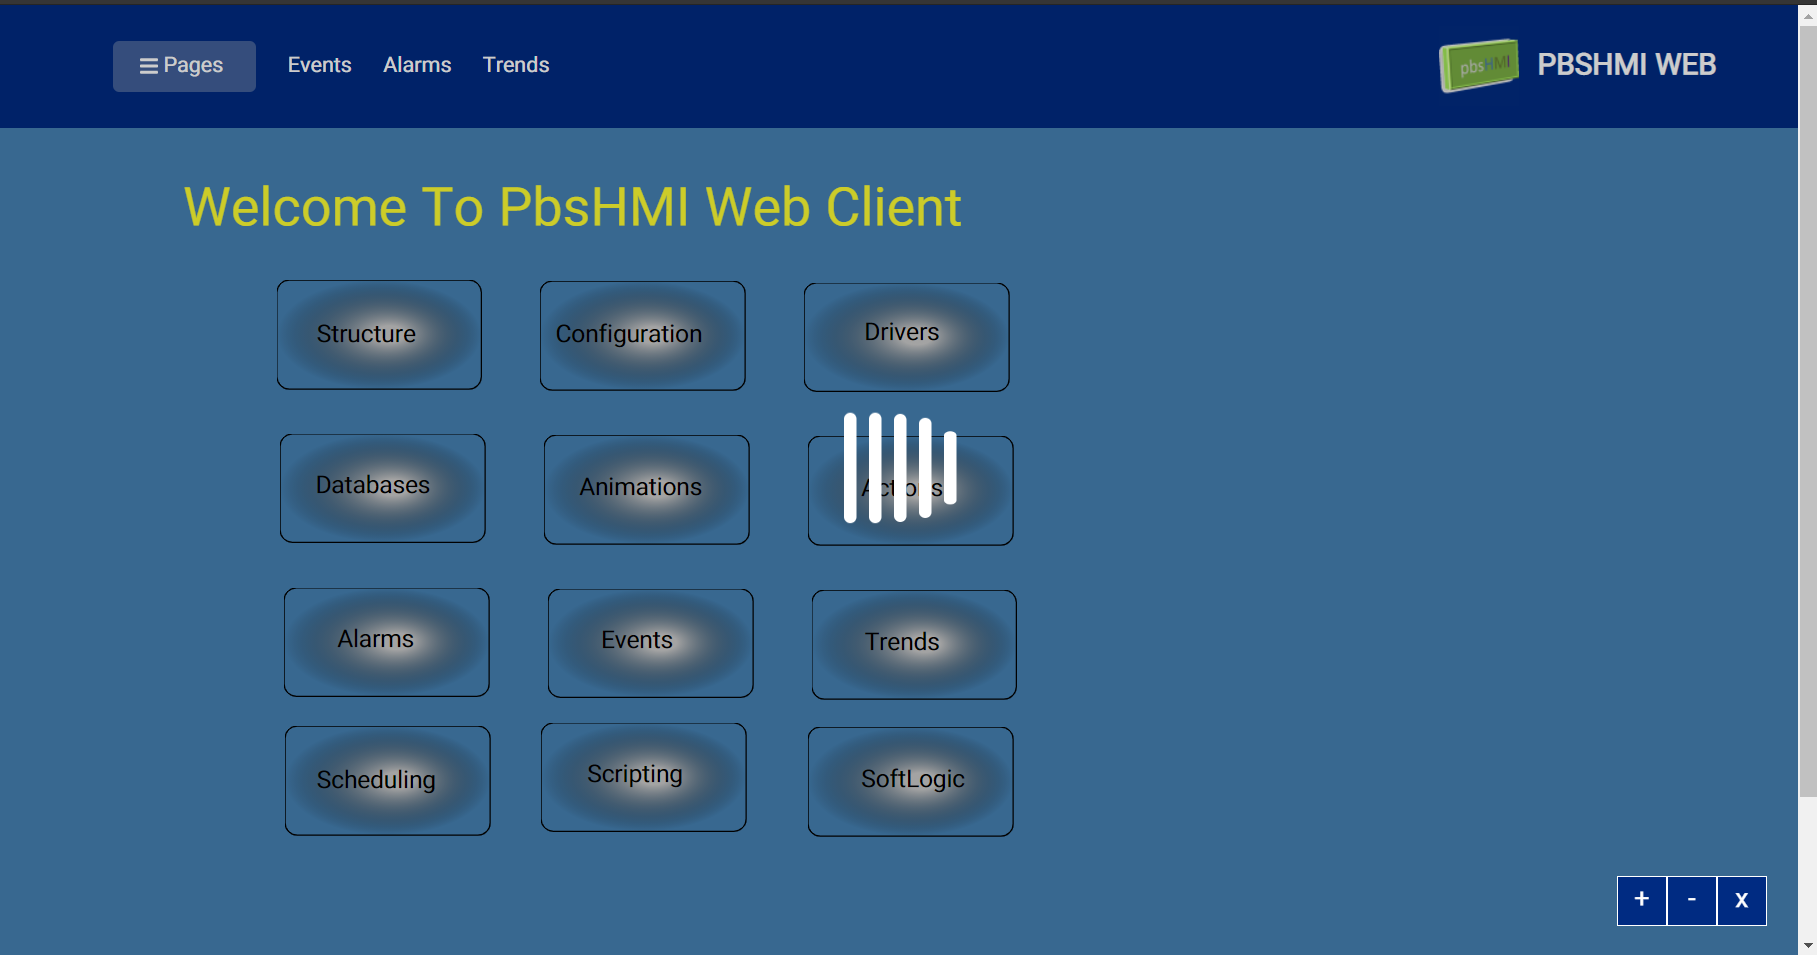 Pages Events Alarms Trends
pbsHMI PBSHMI WEB
Welcome To PbsHMI Web Client
Structure Configuration Drivers
Databases Animations Actions
Alarms Events Trends
Scheduling Scripting SoftLogic
+ - x